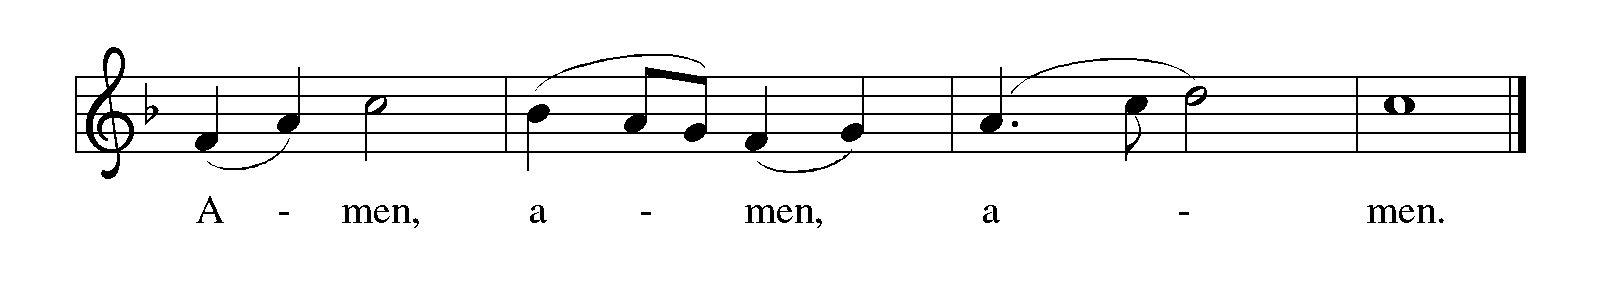 A - men, a - men, a - men.